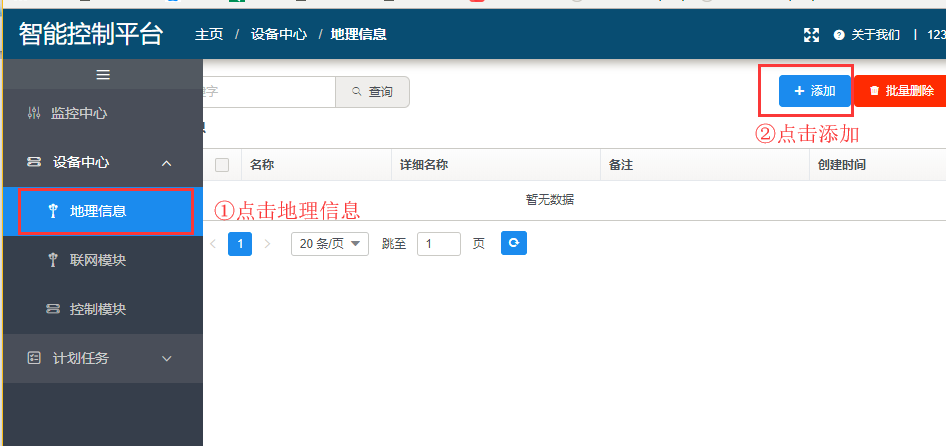 智能控制平台 主页 / 设备中心 / 地理信息 关于我们 | 123
键字 查询 + 添加 批量删除
监控中心
②点击添加
设备中心
名称 详细名称 备注 创建时间
暂无数据
地理信息
①点击地理信息
1 20 条/页 跳至 1 页
联网模块
控制模块
计划任务